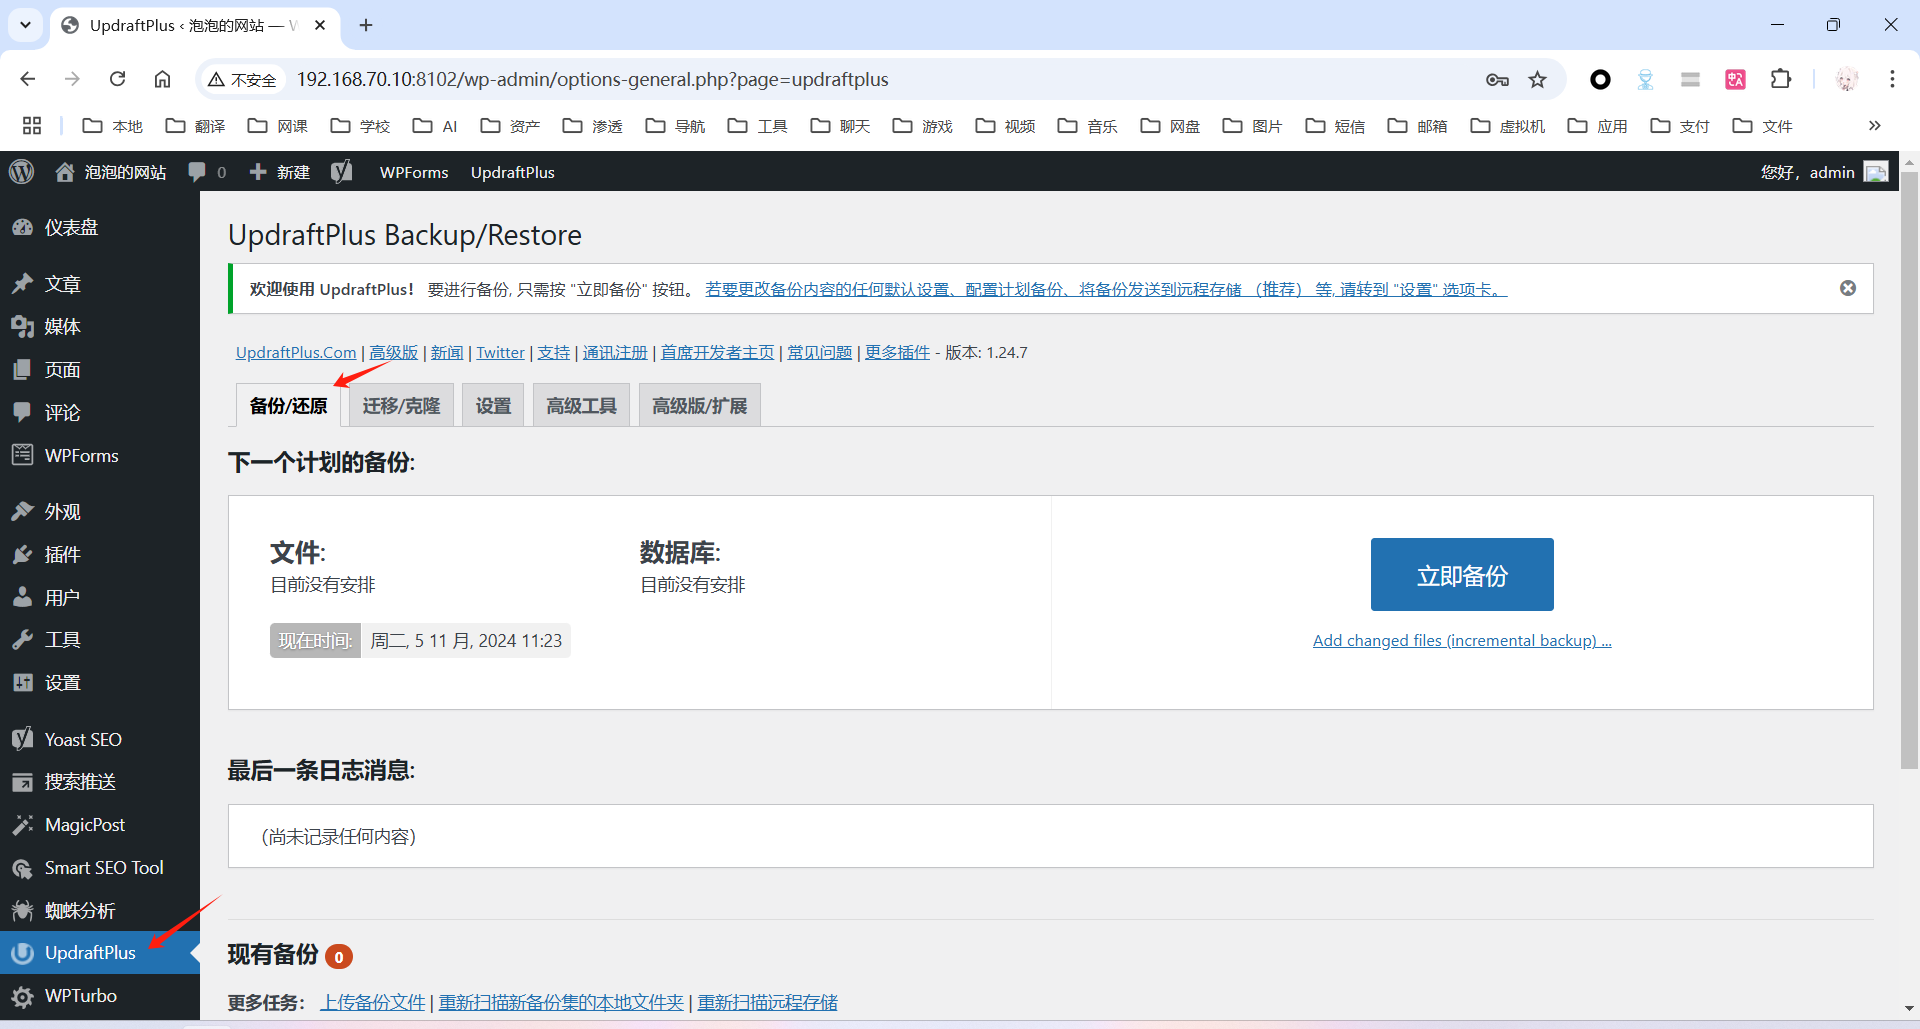 UpdraftPlus ‹ 泡泡的网站 —
不安全
192.168.70.10:8102/wp-admin/options-general.php?page=updraftplus
本地 翻译 网课 学校 AI 资产 渗透 导航 工具 聊天 游戏 视频 音乐 网盘 图片 短信 邮箱 虚拟机 应用 支付 文件
泡泡的网站 0 新建 WPForms UpdraftPlus 您好，admin
仪表盘
文章
媒体
页面
评论
WPForms
外观
插件
用户
工具
设置
Yoast SEO
搜索推送
MagicPost
Smart SEO Tool
蜘蛛分析
UpdraftPlus
WPTurbo
UpdraftPlus Backup/Restore
欢迎使用 UpdraftPlus！ 要进行备份, 只需按 "立即备份" 按钮。 若要更改备份内容的任何默认设置、配置计划备份、将备份发送到远程存储 （推荐） 等, 请转到 "设置" 选项卡。
UpdraftPlus.Com | 高级版 | 新闻 | Twitter | 支持 | 通讯注册 | 首席开发者主页 | 常见问题 | 更多插件 - 版本: 1.24.7
备份/还原 迁移/克隆 设置 高级工具 高级版/扩展
下一个计划的备份:
文件:
目前没有安排
数据库:
目前没有安排
现在时间: 周二, 5 11 月, 2024 11:23
立即备份
Add changed files (incremental backup) ...
最后一条日志消息:
（尚未记录任何内容）
现有备份 0
更多任务： 上传备份文件 | 重新扫描新备份集的本地文件夹 | 重新扫描远程存储